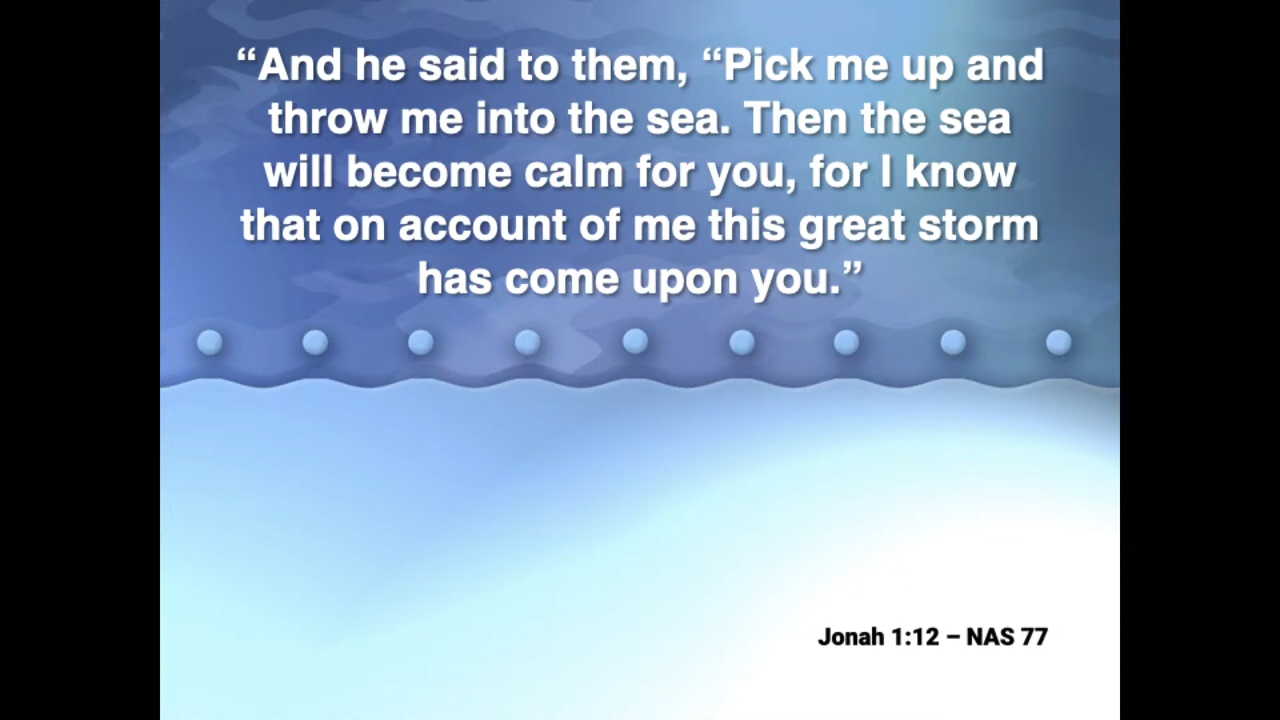 “And he said to them, “Pick me up and
throw me into the sea. Then the sea
will become calm for you, for I know
that on account of me this great storm
has come upon you.”
Jonah 1:12 – NAS 77